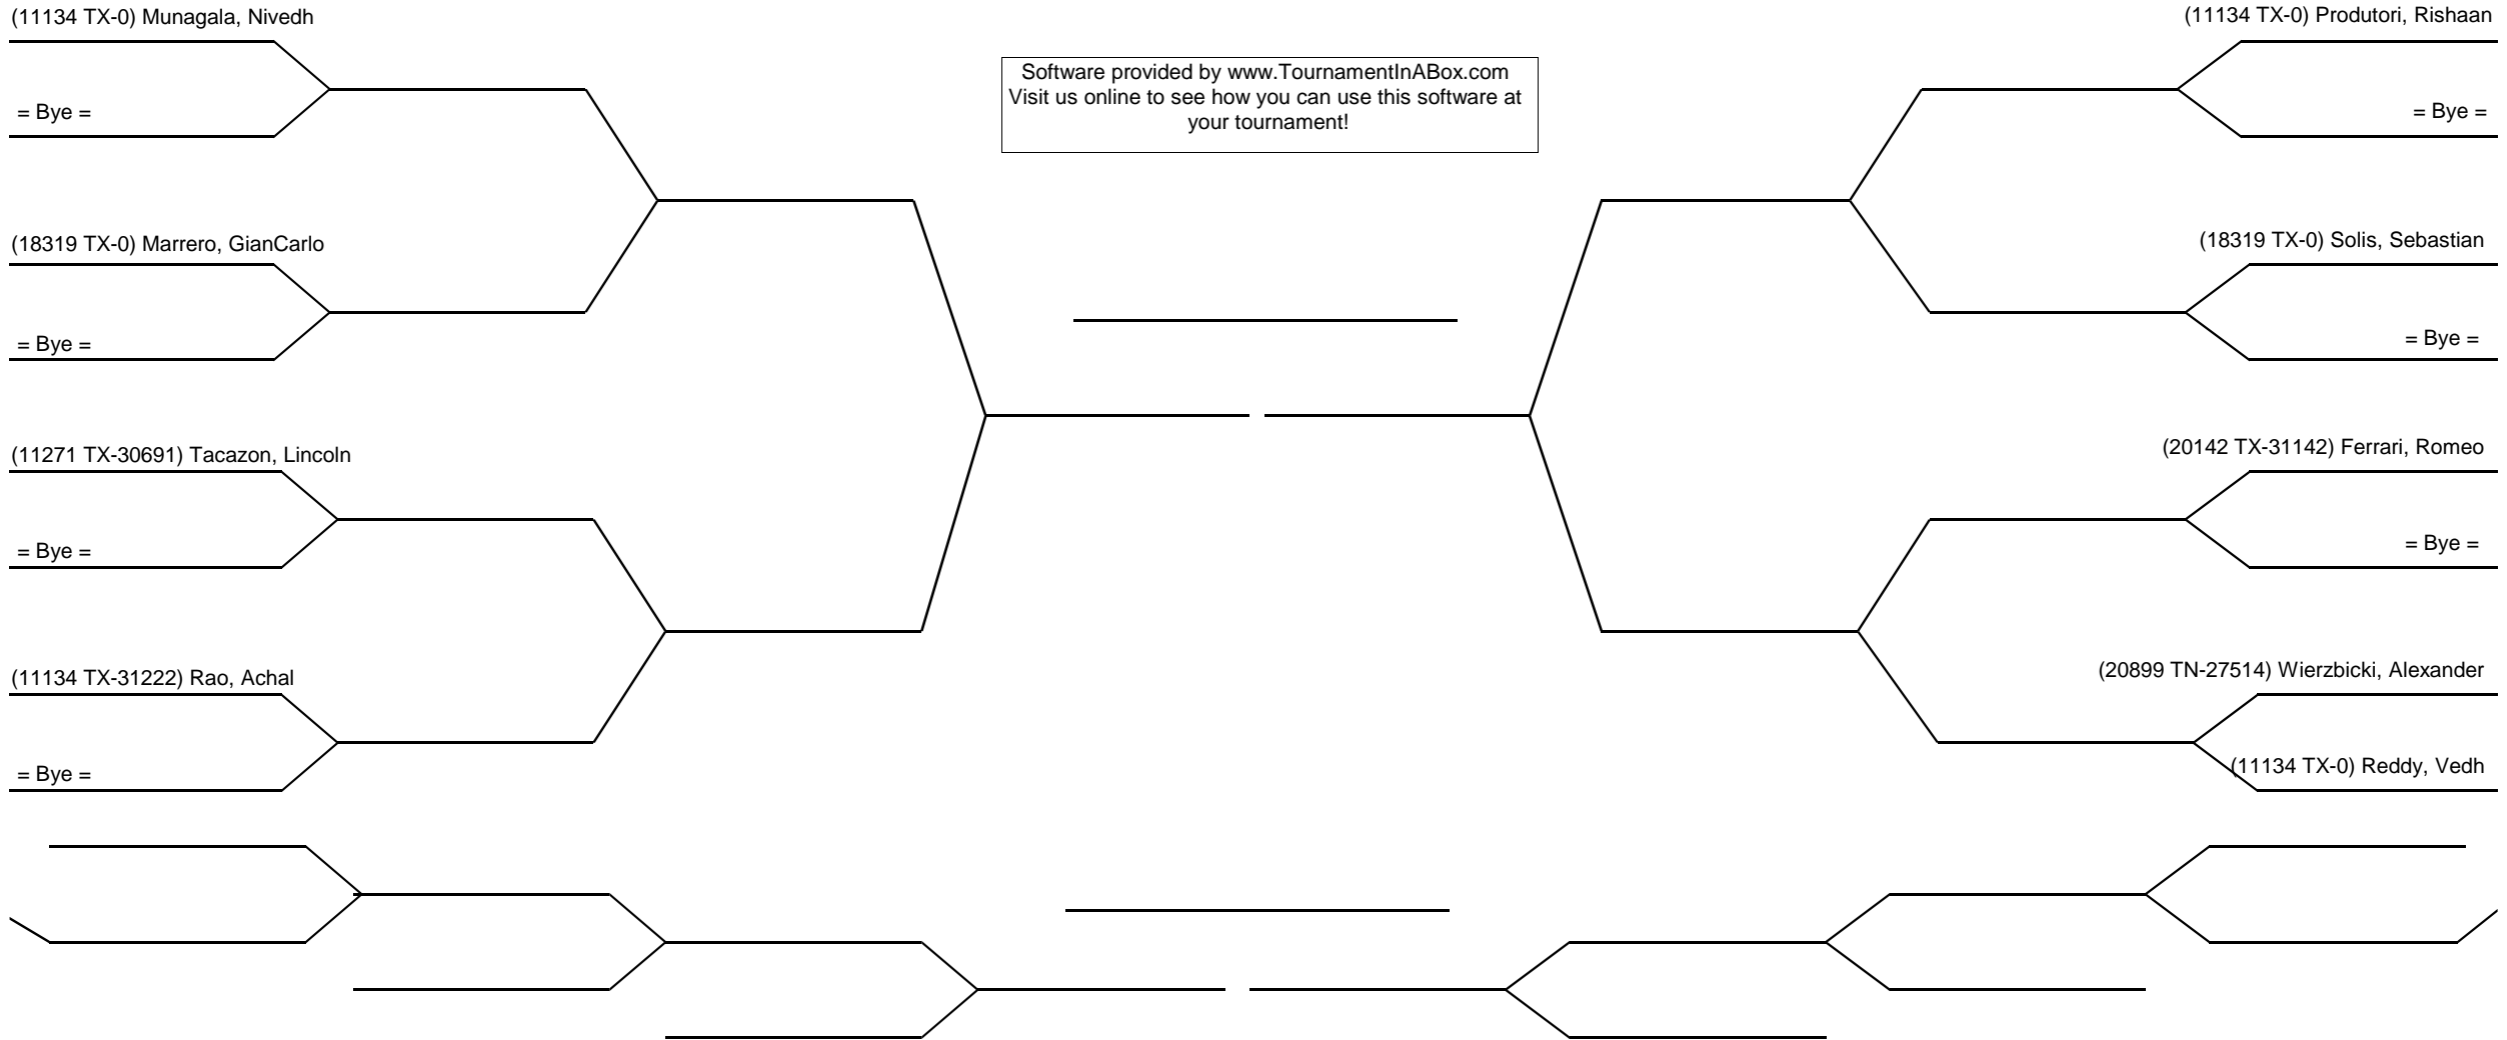 (11134 TX-0) Munagala, Nivedh
= Bye =
(18319 TX-0) Marrero, GianCarlo
= Bye =
(11271 TX-30691) Tacazon, Lincoln
= Bye =
(11134 TX-31222) Rao, Achal
= Bye =
Software provided by www.TournamentInABox.com
Visit us online to see how you can use this software at
your tournament!
(11134 TX-0) Produtori, Rishaan
= Bye =
(18319 TX-0) Solis, Sebastian
= Bye =
(20142 TX-31142) Ferrari, Romeo
= Bye =
(20899 TN-27514) Wierzbicki, Alexander
(11134 TX-0) Reddy, Vedh